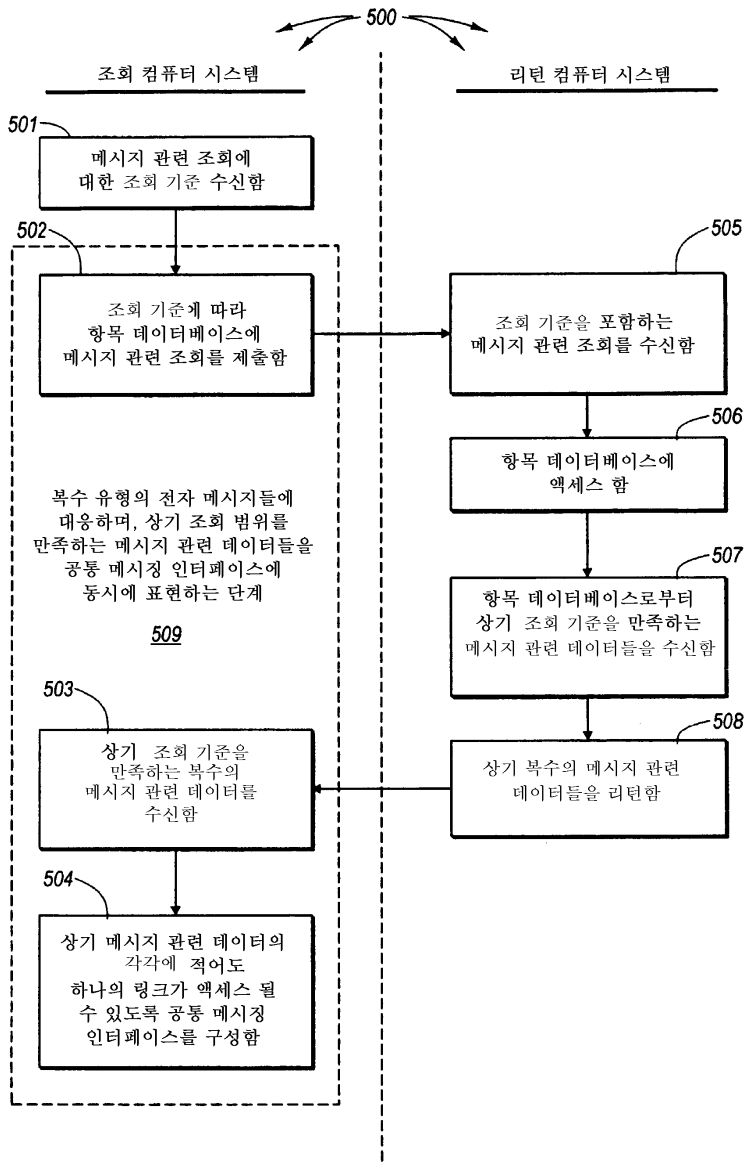 500
조회 컴퓨터 시스템
리턴 컴퓨터 시스템
501
메시지 관련 조회에
대한 조회 기준 수신함
502
조회 기준에 따라
항목 데이터베이스에
메시지 관련 조회를 제출함
505
조회 기준을 포함하는
메시지 관련 조회를 수신함
506
항목 데이터베이스에
액세스 함
복수 유형의 전자 메시지들에
대응하며, 상기 조회 범위를
만족하는 메시지 관련 데이터들을
공통 메시징 인터페이스에
동시에 표현하는 단계
509
507
항목 데이터베이스로부터
상기 조회 기준을 만족하는
메시지 관련 데이터들을 수신함
503
상기 조회 기준을
만족하는 복수의
메시지 관련 데이터를
수신함
508
상기 복수의 메시지 관련
데이터들을 리턴함
504
상기 메시지 관련 데이터의
각각에 적어도
하나의 링크가 액세스 될
수 있도록 공통 메시징
인터페이스를 구성함